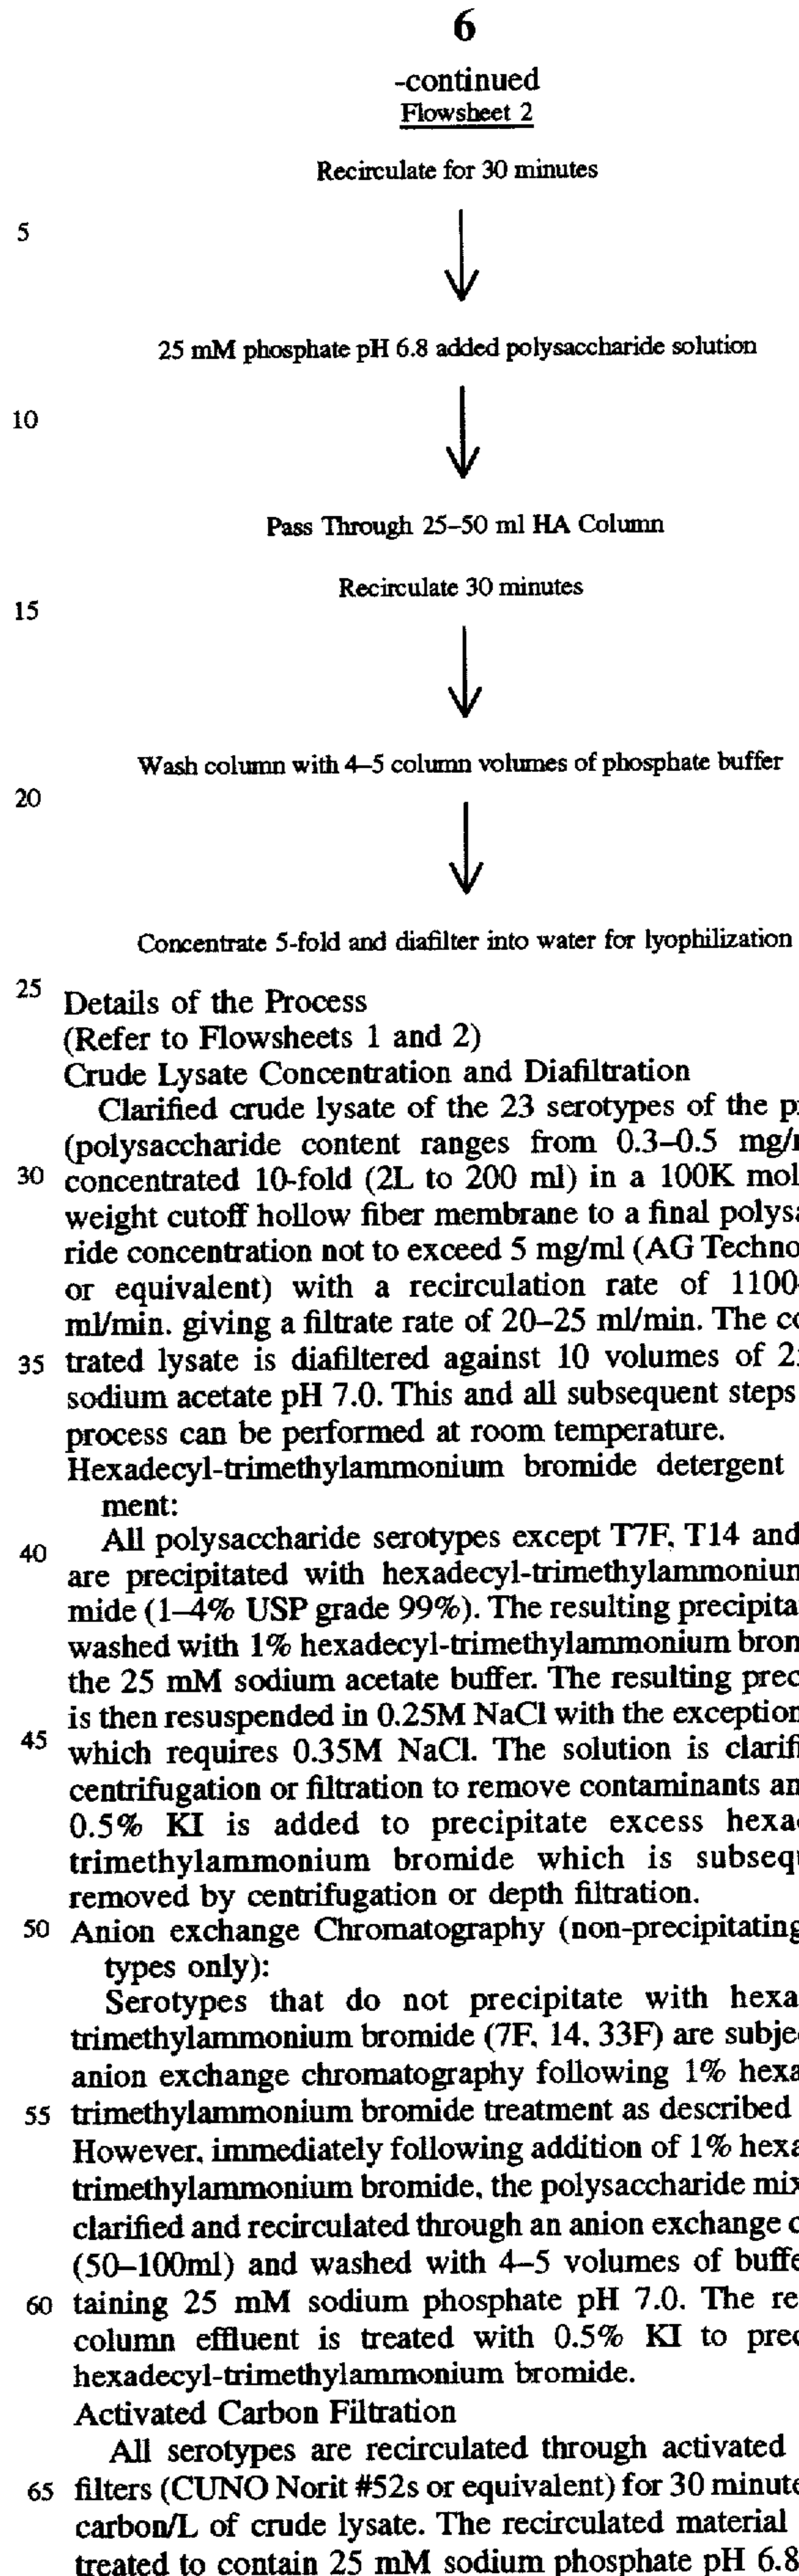 6
-continued
Flowsheet 2
Recirculate for 30 minutes
5
25 mM phosphate pH 6.8 added polysaccharide solution
10
Pass Through 25–50 ml HA Column
Recirculate 30 minutes
15
Wash column with 4–5 column volumes of phosphate buffer
20
Concentrate 5-fold and diafilter into water for lyophilization
25
Details of the Process
(Refer to Flowsheets 1 and 2)
Crude Lysate Concentration and Diafiltration
Clarified crude lysate of the 23 serotypes of the
(polysaccharide content ranges from 0.3–0.5
30 concentrated 10-fold (2L to 200 ml) in a 100K
weight cutoff hollow fiber membrane to a final
ride concentration not to exceed 5 mg/ml (AG
or equivalent) with a recirculation rate of 1100
ml/min. giving a filtrate rate of 20–25 ml/min. The
35 trated lysate is diafiltered against 10 volumes of
sodium acetate pH 7.0. This and all subsequent steps
process can be performed at room temperature.
Hexadecyl-trimethylammonium bromide detergent
ment:
40 All polysaccharide serotypes except T7F, T14 and
are precipitated with
mide (1–4% USP grade 99%). The resulting
washed with 1% hexadecyl-trimethylammonium
the 25 mM sodium acetate buffer. The resulting
is then resuspended in 0.25M NaCl with the exception
45 which requires 0.35M NaCl. The solution is
centrifugation or filtration to remove contaminants
0.5% KI is added to precipitate excess
trimethylammonium bromide which is
removed by centrifugation or depth filtration.
50 Anion exchange Chromatography (non-precipitating
types only):
Serotypes that do not precipitate with
trimethylammonium bromide (7F, 14, 33F) are
anion exchange chromatography following 1%
55 trimethylammonium bromide treatment as described
However, immediately following addition of 1%
trimethylammonium bromide, the polysaccharide
clarified and recirculated through an anion exchange
(50–100ml) and washed with 4–5 volumes of
60 taining 25 mM sodium phosphate pH 7.0. The
column effluent is treated with 0.5% KI to
hexadecyl-trimethylammonium bromide.
Activated Carbon Filtration
All serotypes are recirculated through activated
65 filters (CUNO Norit #52s or equivalent) for 30
carbon/L of crude lysate. The recirculated material
treated to contain 25 mM sodium phosphate pH 6.8